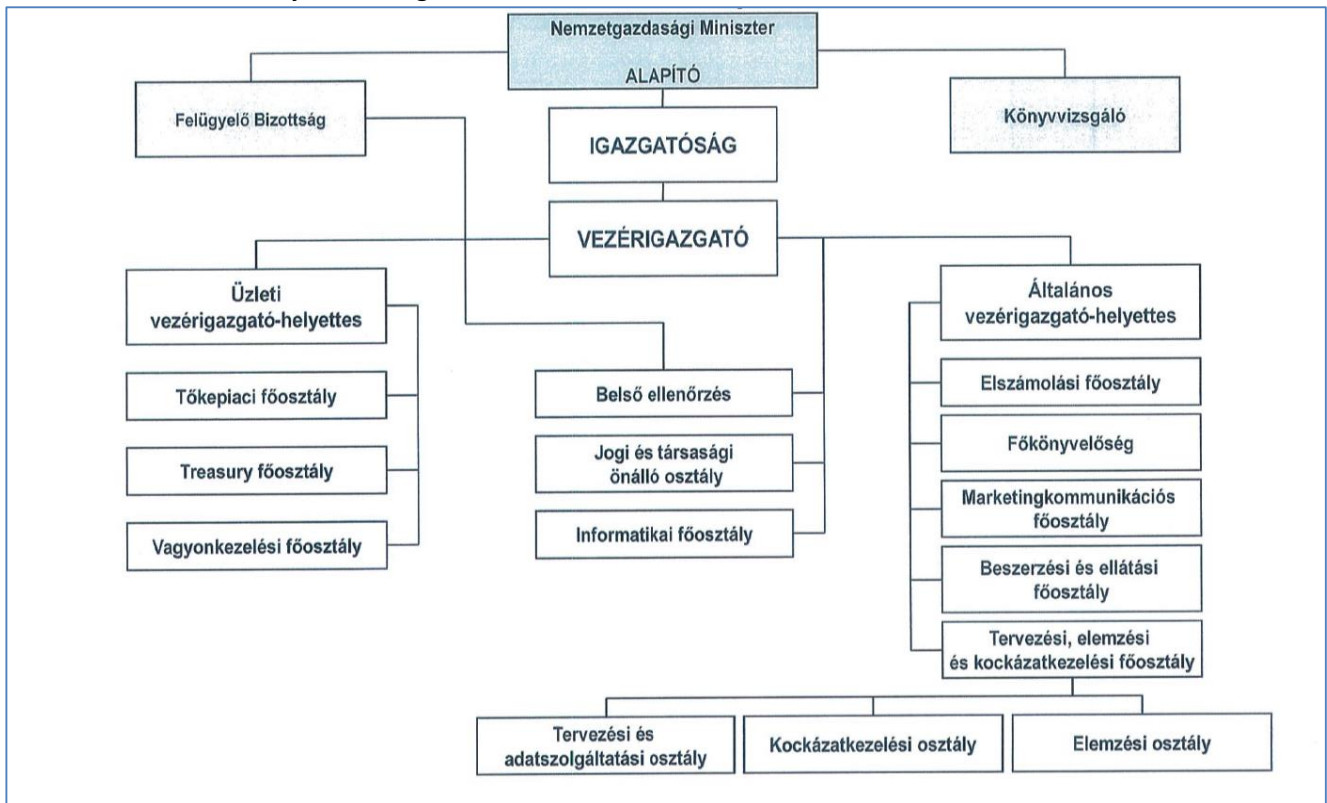 Nemzetgazdasági Miniszter
ALAPÍTÓ
Felügyelő Bizottság
Könyvvizsgáló
IGAZGATÓSÁG
VEZÉRIGAZGATÓ
Üzleti
vezérigazgató-helyettes
Általános
vezérigazgató-helyettes
Tőkepiaci főosztály
Treasury főosztály
Vagyonkezelési főosztály
Belső ellenőrzés
Jogi és társasági
önálló osztály
Informatikai főosztály
Elszámolási főosztály
Főkönyvelőség
Marketingkommunikációs
főosztály
Beszerzési és ellátási
főosztály
Tervezési, elemzési
és kockázatkezelési főosztály
Tervezési és
adatszolgáltatási osztály
Kockázatkezelési osztály
Elemzési osztály